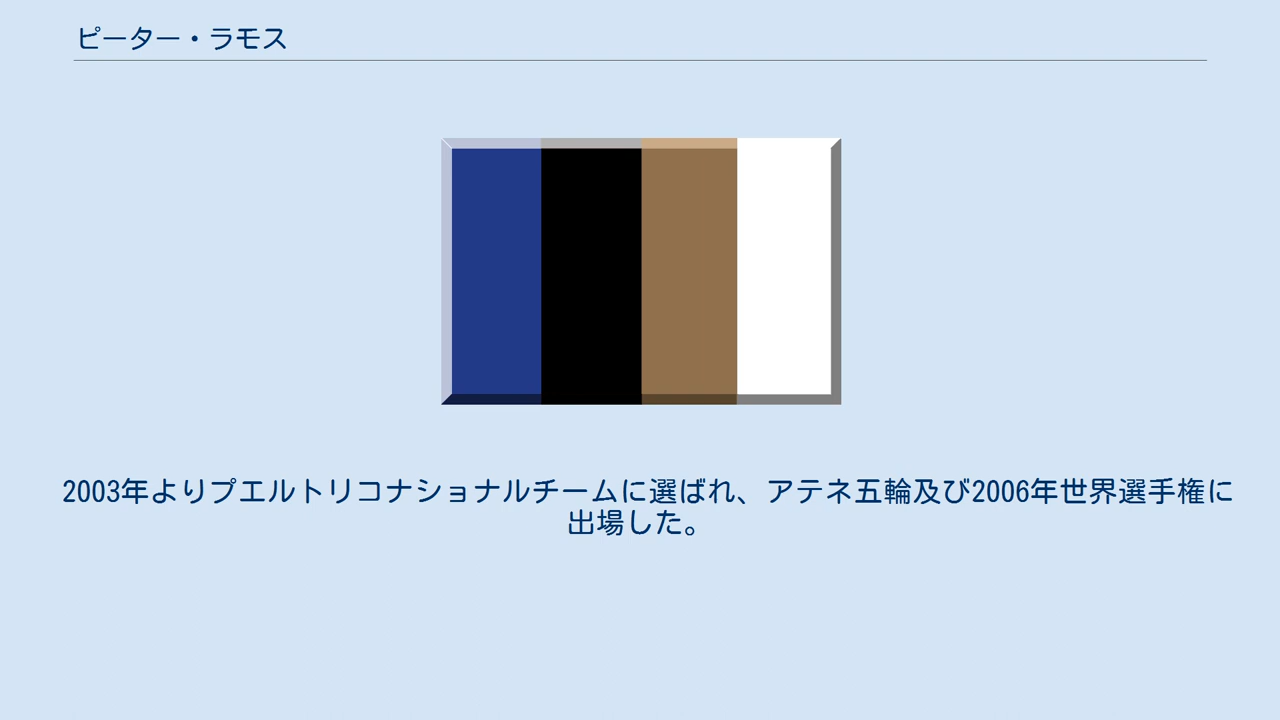 ピーター・ラモス
2003年よりプエルトリコナショナルチームに選ばれ、アテネ五輪及び2006年世界選手権に
出場した。